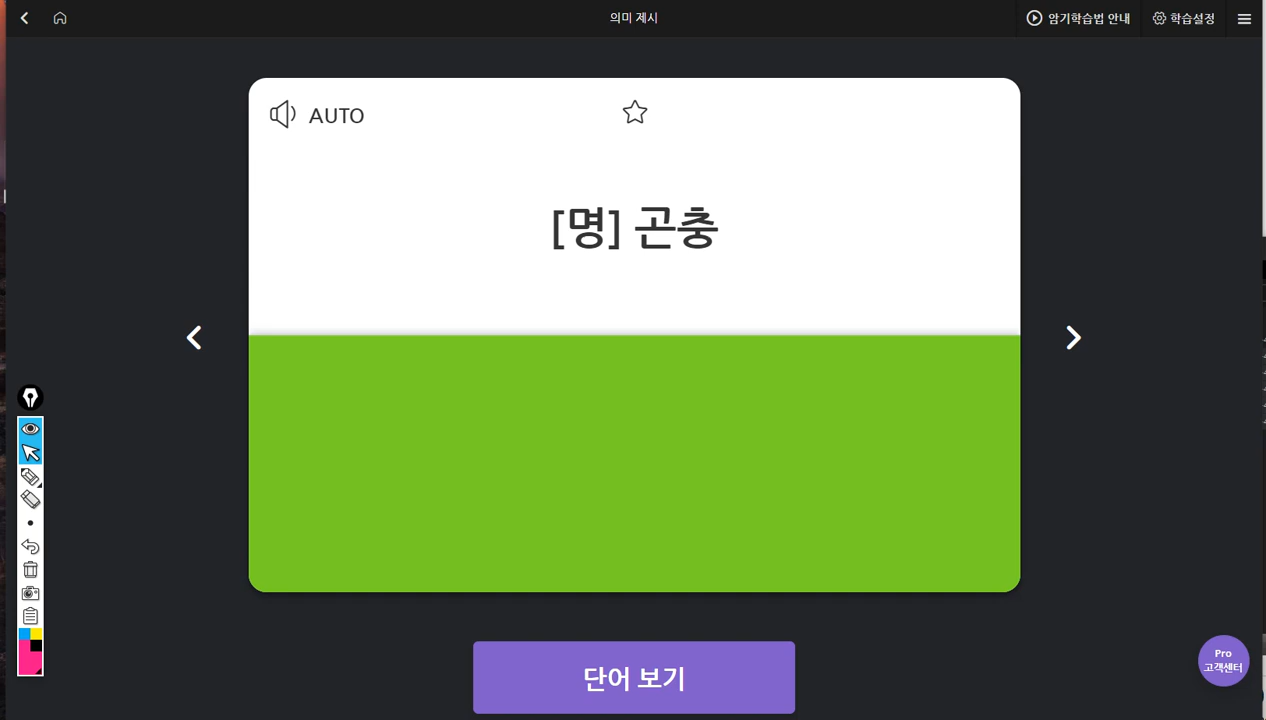 의미 제시
암기학습법 안내
학습설정
AUTO
[명] 곤충
단어 보기
Pro
고객센터